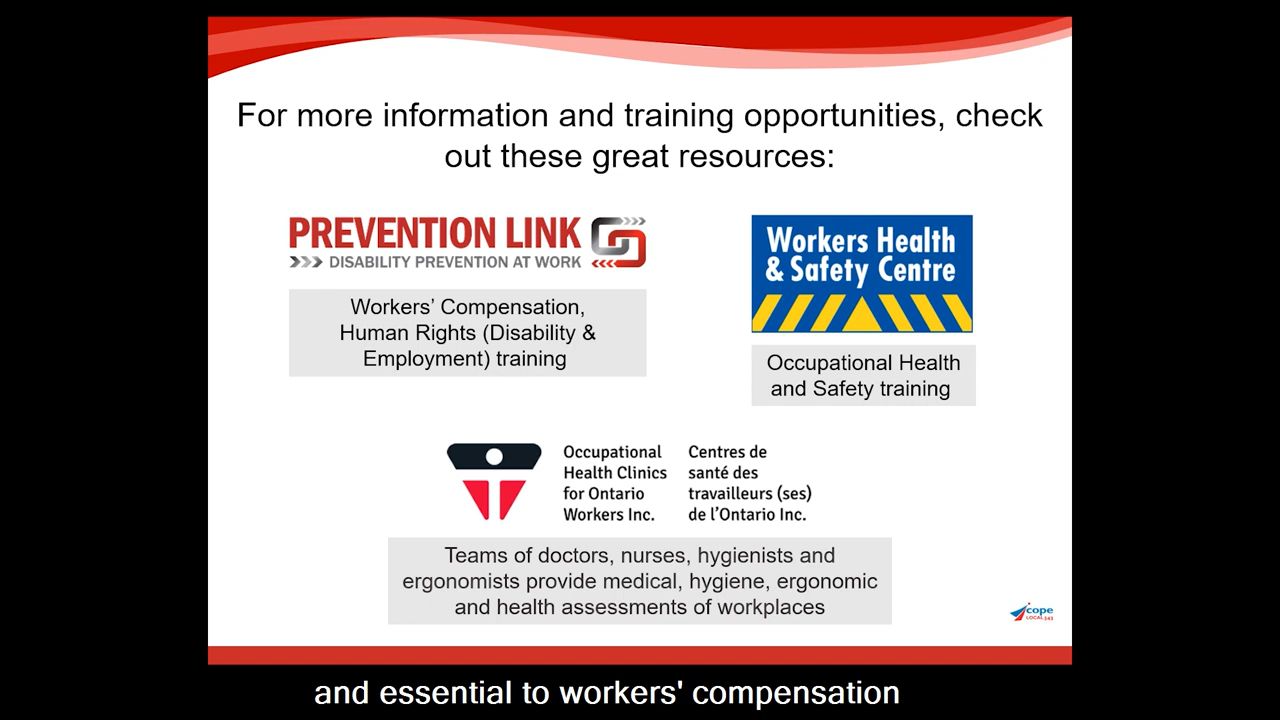 For more information and training opportunities, check
out these great resources:
PREVENTION LINK
DISABILITY PREVENTION AT WORK
Workers’ Compensation,
Human Rights (Disability &
Employment) training
Workers Health
& Safety Centre
Occupational Health
and Safety training
Occupational
Health Clinics
for Ontario
Workers Inc.
Centres de
santé des
travailleurs (ses)
de l’Ontario Inc.
Teams of doctors, nurses, hygienists and
ergonomists provide medical, hygiene, ergonomic
and health assessments of workplaces
cope
LOCAL 343
and essential to workers' compensation